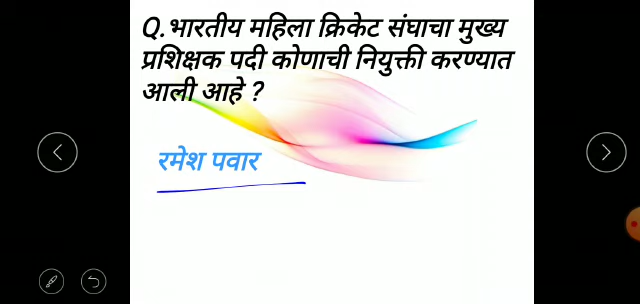 Q.भारतीय महिला क्रिकेट संघाचा मुख्य
प्रशिक्षक पदी कोणाची नियुक्ती करण्यात
आली आहे ?
रमेश पवार